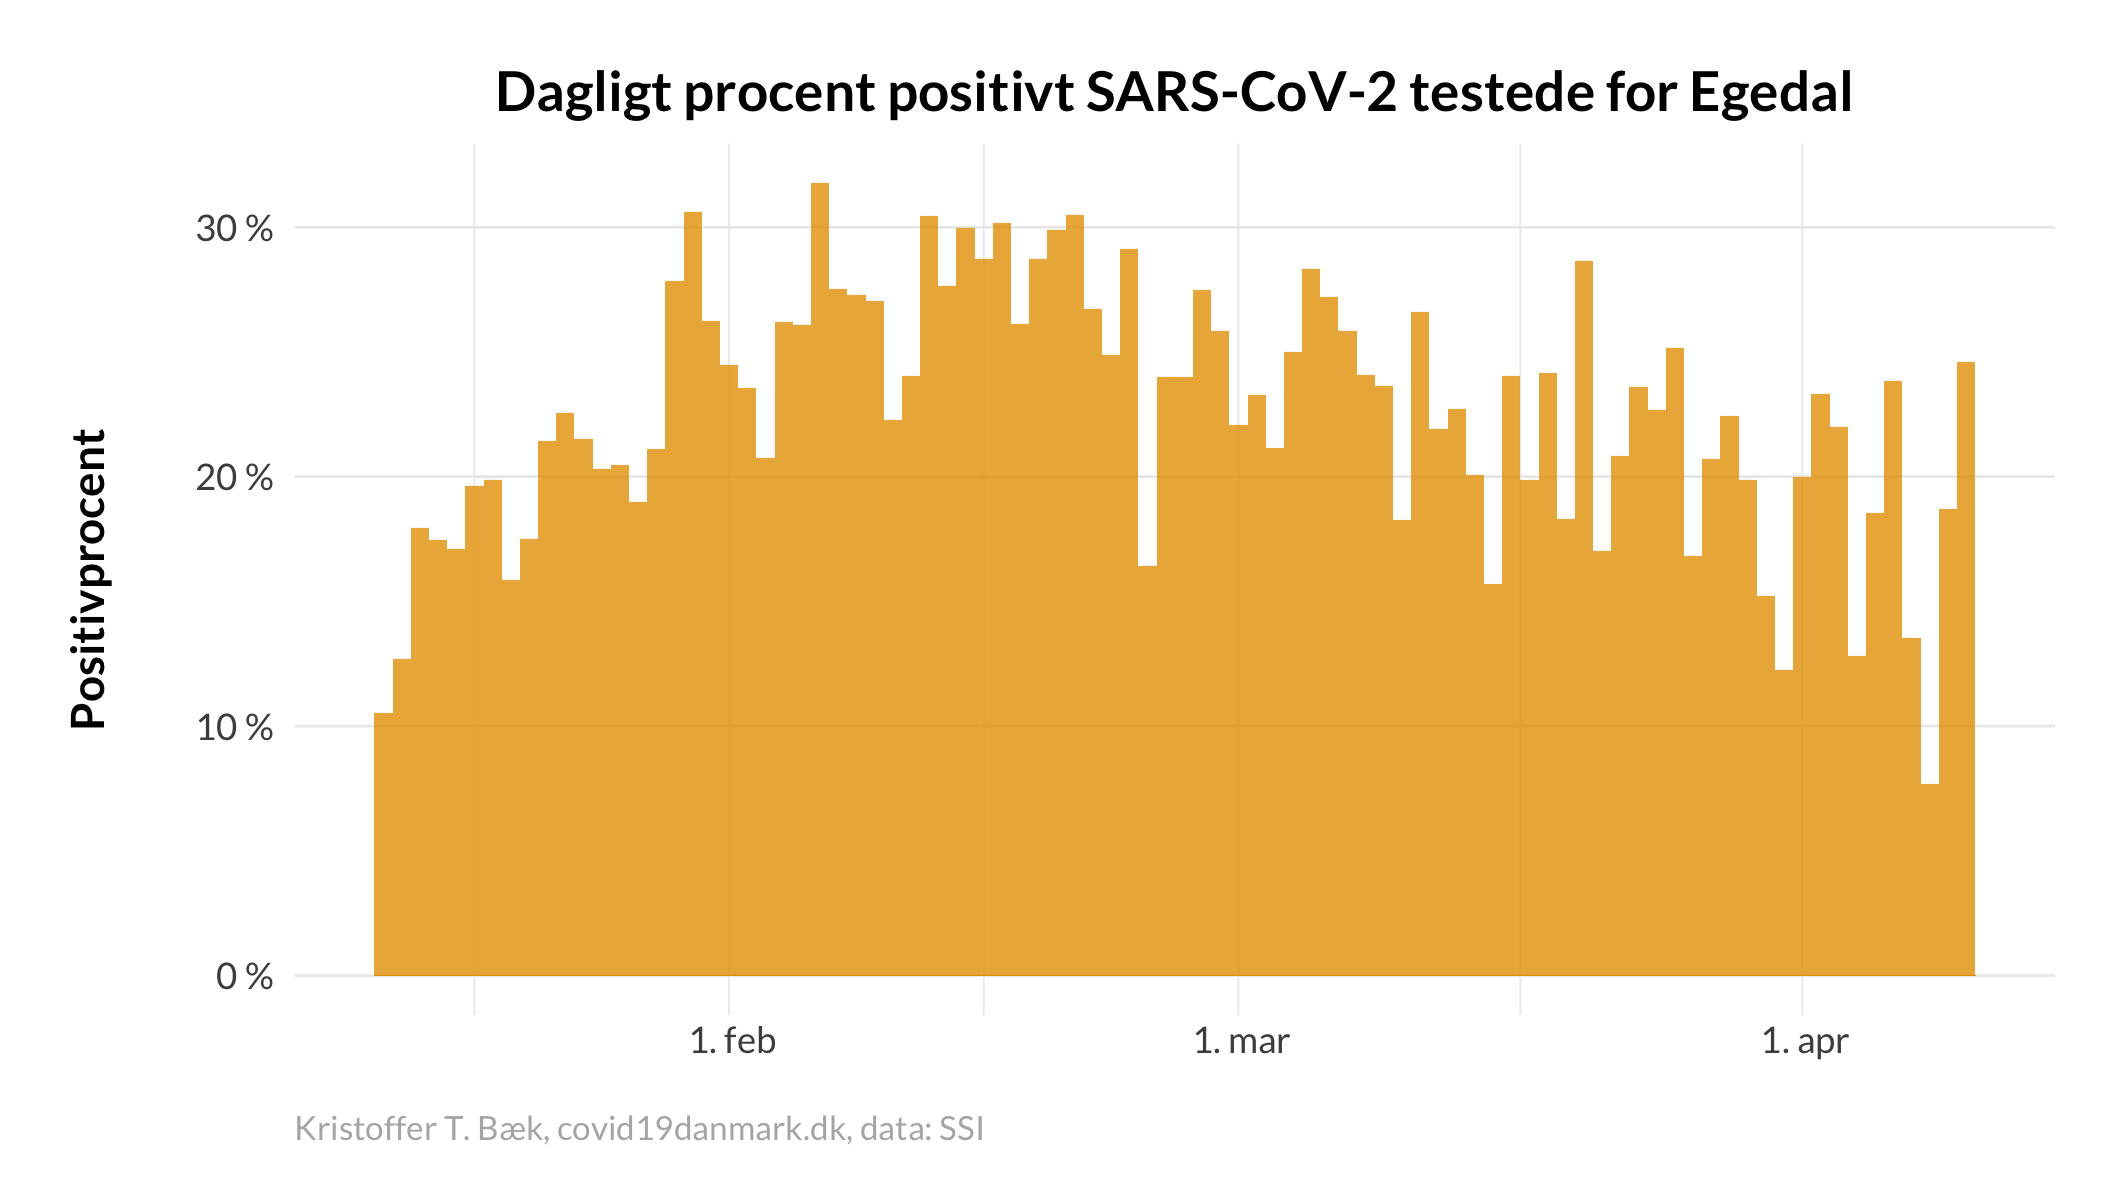 Dagligt procent positivt SARS-CoV-2 testede for Egedal
Positivprocent
30 %
20 %
10 %
0 %
1. feb
1. mar
1. apr
Kristoffer T. Bæk, covid19danmark.dk, data: SSI